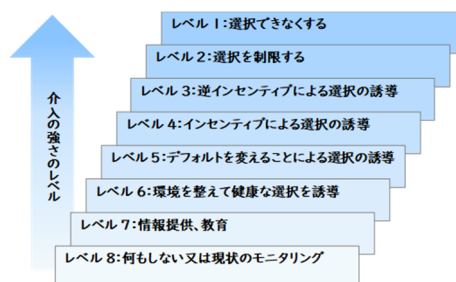 レベル 1:選択できなくする
レベル 2:選択を制限する
レベル 3:逆インセンティブによる選択の誘導
レベル 4:インセンティブによる選択の誘導
レベル 5:デフォルトを変えることによる選択の誘導
レベル 6:環境を整えて健康な選択を誘導
レベル 7:情報提供、教育
レベル 8:何もしない又は現状のモニタリング
介入の強さのレベル